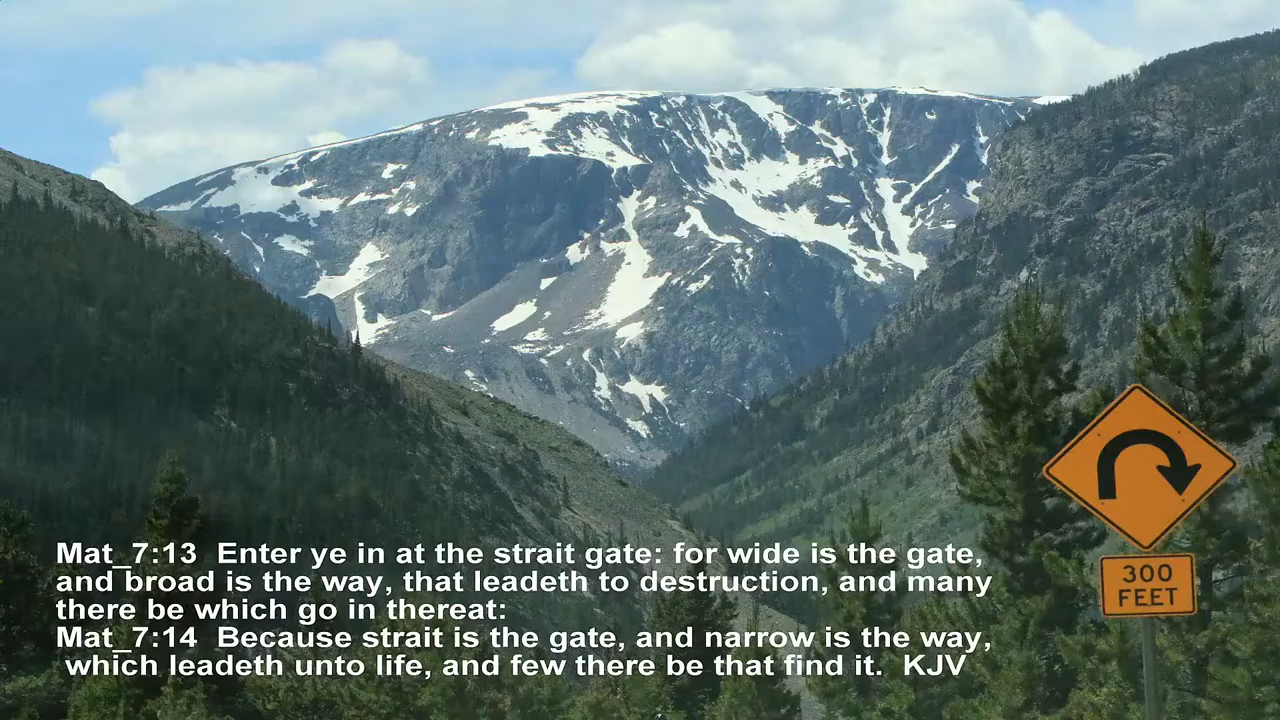 Mat_7:13  Enter ye in at the strait gate: for wide is the gate,
and broad is the way, that leadeth to destruction, and many
there be which go in thereat:
Mat_7:14  Because strait is the gate, and narrow is the way,
which leadeth unto life, and few there be that find it.  KJV
300
FEET